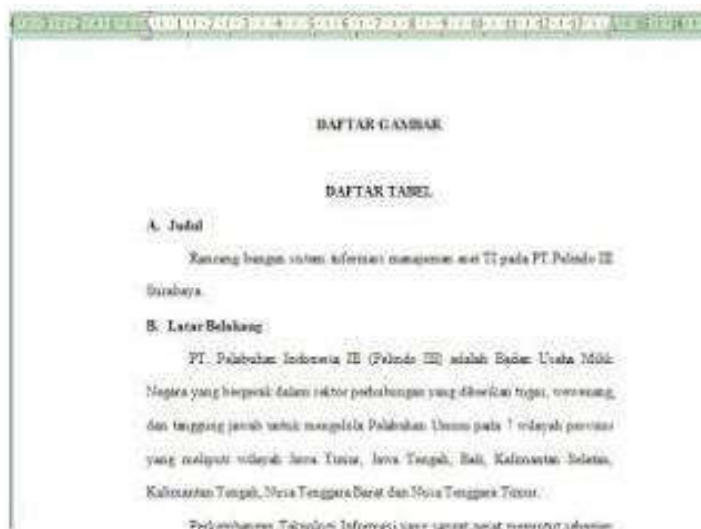 DAFTAR GAMBAR
DAFTAR TABEL
A. Judul
Rancang bangun sistem informasi manajemen aset TI pada PT.Pelindo III
Surabaya.
B. Latar Belakang
PT. Pelabuhan Indonesia III (Pelindo III) adalah Badan Usaha Milik
Negara yang bergerak dalam sektor perhubungan yang diberikan tugas, wewenang,
dan tanggung jawab untuk mengelola Pelabuhan Umum pada 7 wilayah provinsi
yang meliputi wilayah Jawa Timur, Jawa Tengah, Bali, Kalimantan Selatan,
Kalimantan Tengah, Nusa Tenggara Barat dan Nusa Tenggara Timur.
Perkembangan Teknologi Informasi yang sangat pesat menuntut